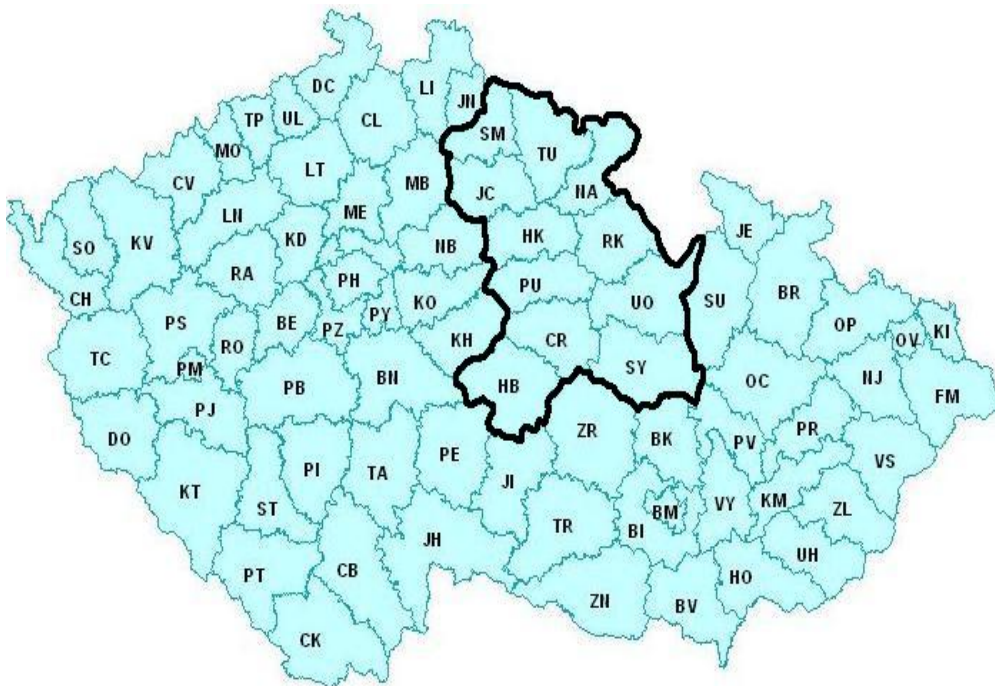 DC
LI
JN
TP
UL
CL
SM
MO
TU
LT
CV
MB
JC
NA
LN
ME
SO
KV
KD
NB
HK
RK
JE
RA
PH
PU
CH
KO
UO
SU
BR
PS
BE
PZ
PY
OP
KI
TC
RO
KH
CR
OV
PM
SY
PB
BN
HB
OC
NJ
FM
PJ
DO
ZR
BK
PV
PR
PE
KT
PI
TA
JI
VS
ST
TR
BM
VY
KM
ZL
BI
JH
UH
PT
CB
HO
ZN
BV
CK